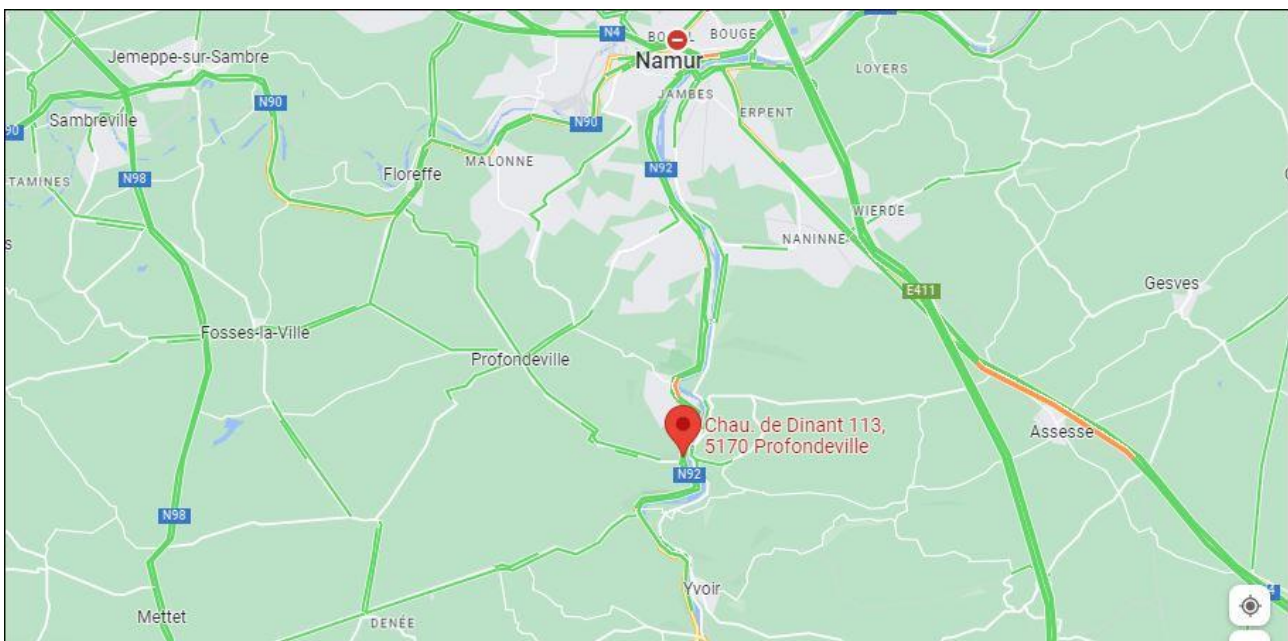 N4
BOUGE
Namur
LOYERS
Jemeppe-sur-Sambre
JAMBES
N90
ERPENT
Sambreville
N90
90
MALONNE
N92
Floreffe
N98
TAMINES
WIERDE
NANINNE
s
E411
Gesves
Fosses-la-Ville
Profondeville
Chau. de Dinant 113,
5170 Profondeville
Assesse
N92
N98
Yvoir
4
Mettet
DENÉE